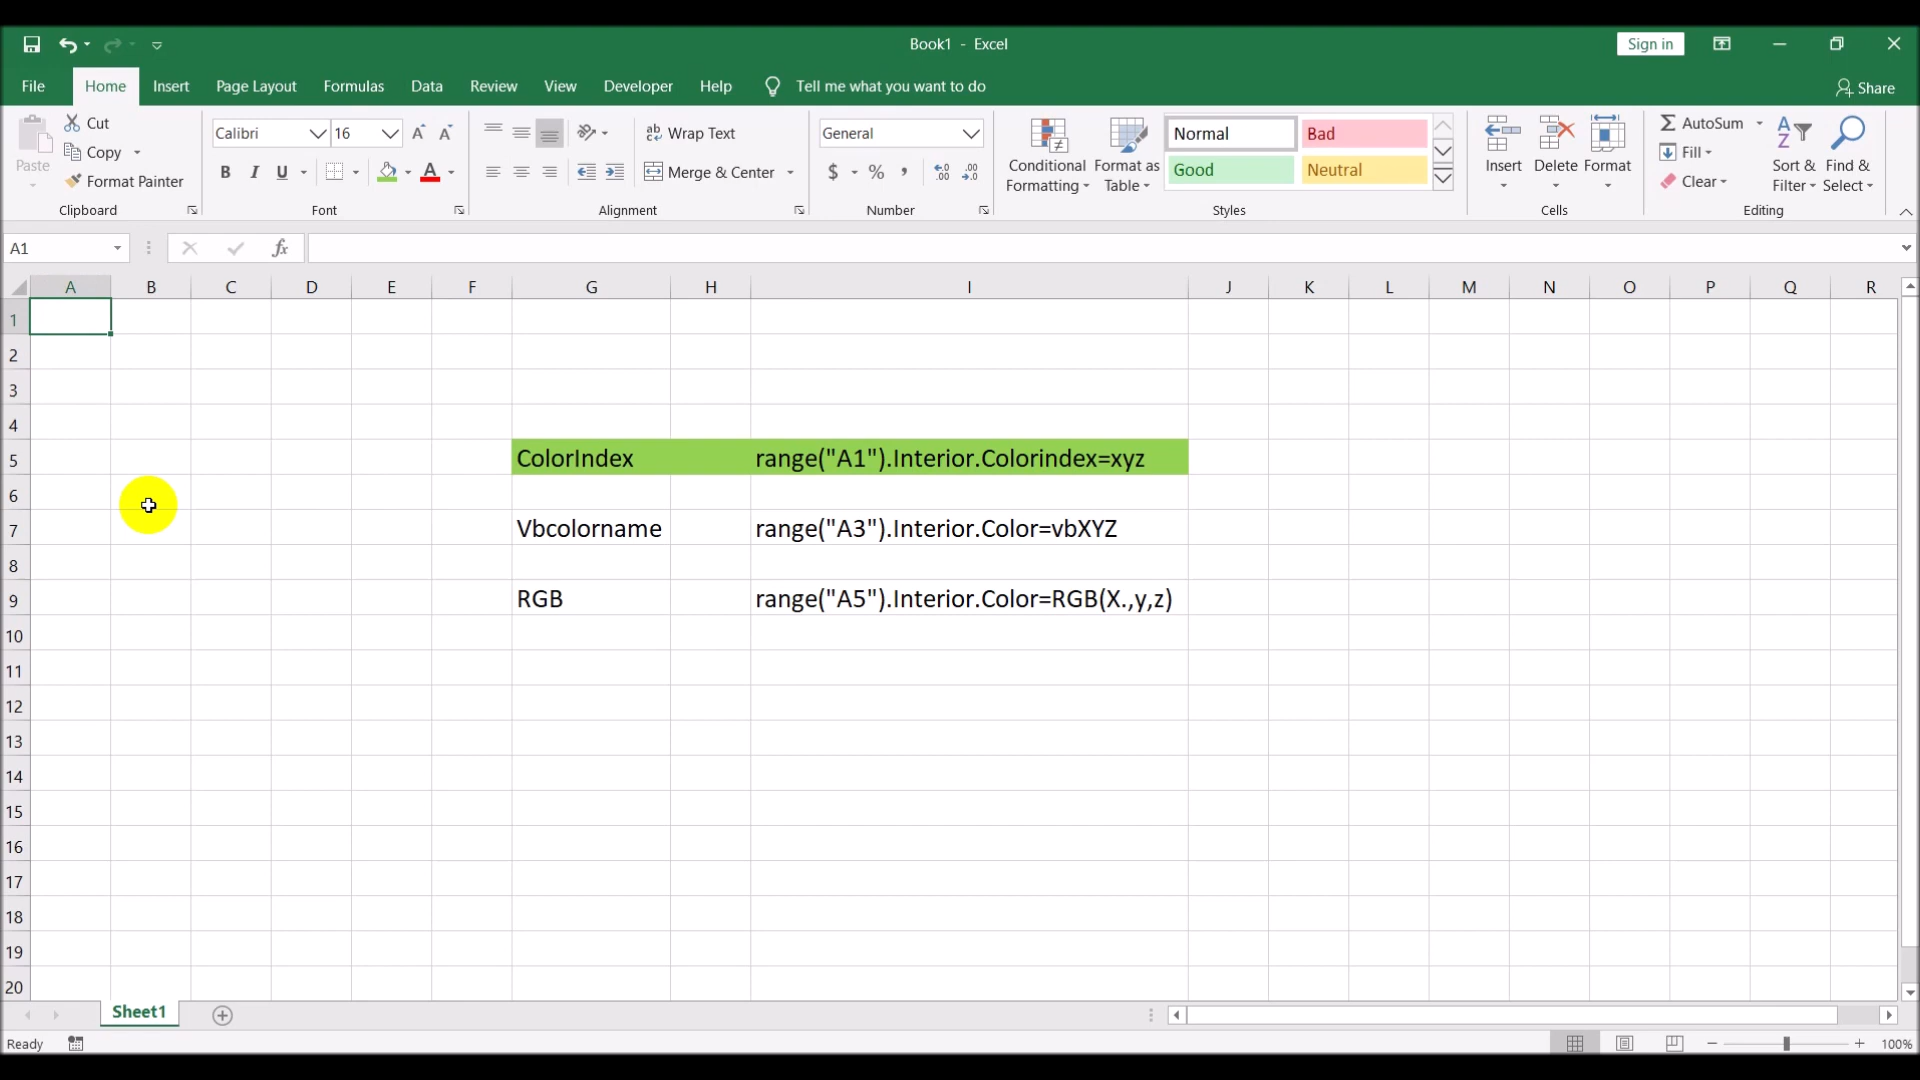 Book1 - Excel
Sign in
File Home Insert Page Layout Formulas Data Review View Developer Help Tell me what you want to do Share
Paste
Cut
Copy
Format Painter
Clipboard
Calibri 16
B I U A
Font
ab Wrap Text
Merge & Center
Alignment
General
$ % ,
Number
Conditional Formatting
Format as Table
Normal Bad
Good Neutral
Styles
Insert Delete Format
Cells
AutoSum
Fill
Clear
Sort & Filter
Find & Select
Editing
A1 fx
A B C D E F G H I J K L M N O P Q R
1
2
3
4
5 ColorIndex range("A1").Interior.Colorindex=xyz
6
7 Vbcolorname range("A3").Interior.Color=vbXYZ
8
9 RGB range("A5").Interior.Color=RGB(X.,y,z)
10
11
12
13
14
15
16
17
18
19
20
Sheet1
Ready 100%